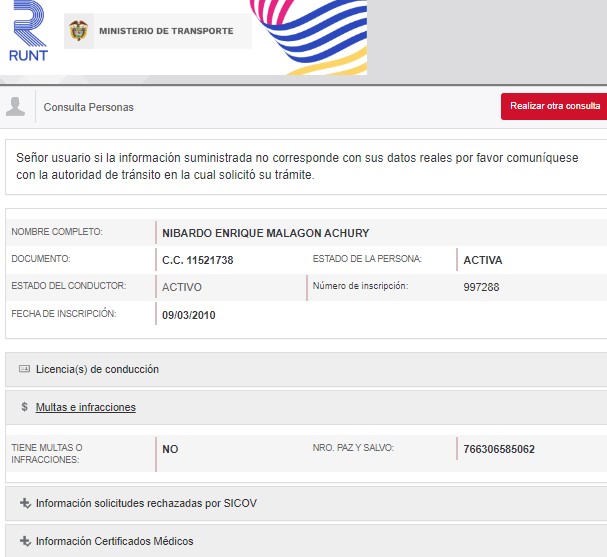 RUNT
MINISTERIO DE TRANSPORTE
Consulta Personas
Realizar otra consulta
Señor usuario si la información suministrada no corresponde con sus datos reales por favor comuníquese
con la autoridad de tránsito en la cual solicitó su trámite.
NOMBRE COMPLETO: NIBARDO ENRIQUE MALAGON ACHURY
DOCUMENTO: C.C. 11521738 ESTADO DE LA PERSONA: ACTIVA
ESTADO DEL CONDUCTOR: ACTIVO Número de inscripción: 997288
FECHA DE INSCRIPCIÓN: 09/03/2010
Licencia(s) de conducción
$ Multas e infracciones
TIENE MULTAS O
INFRACCIONES: NO NRO. PAZ Y SALVO: 766306585062
Información solicitudes rechazadas por SICOV
Información Certificados Médicos